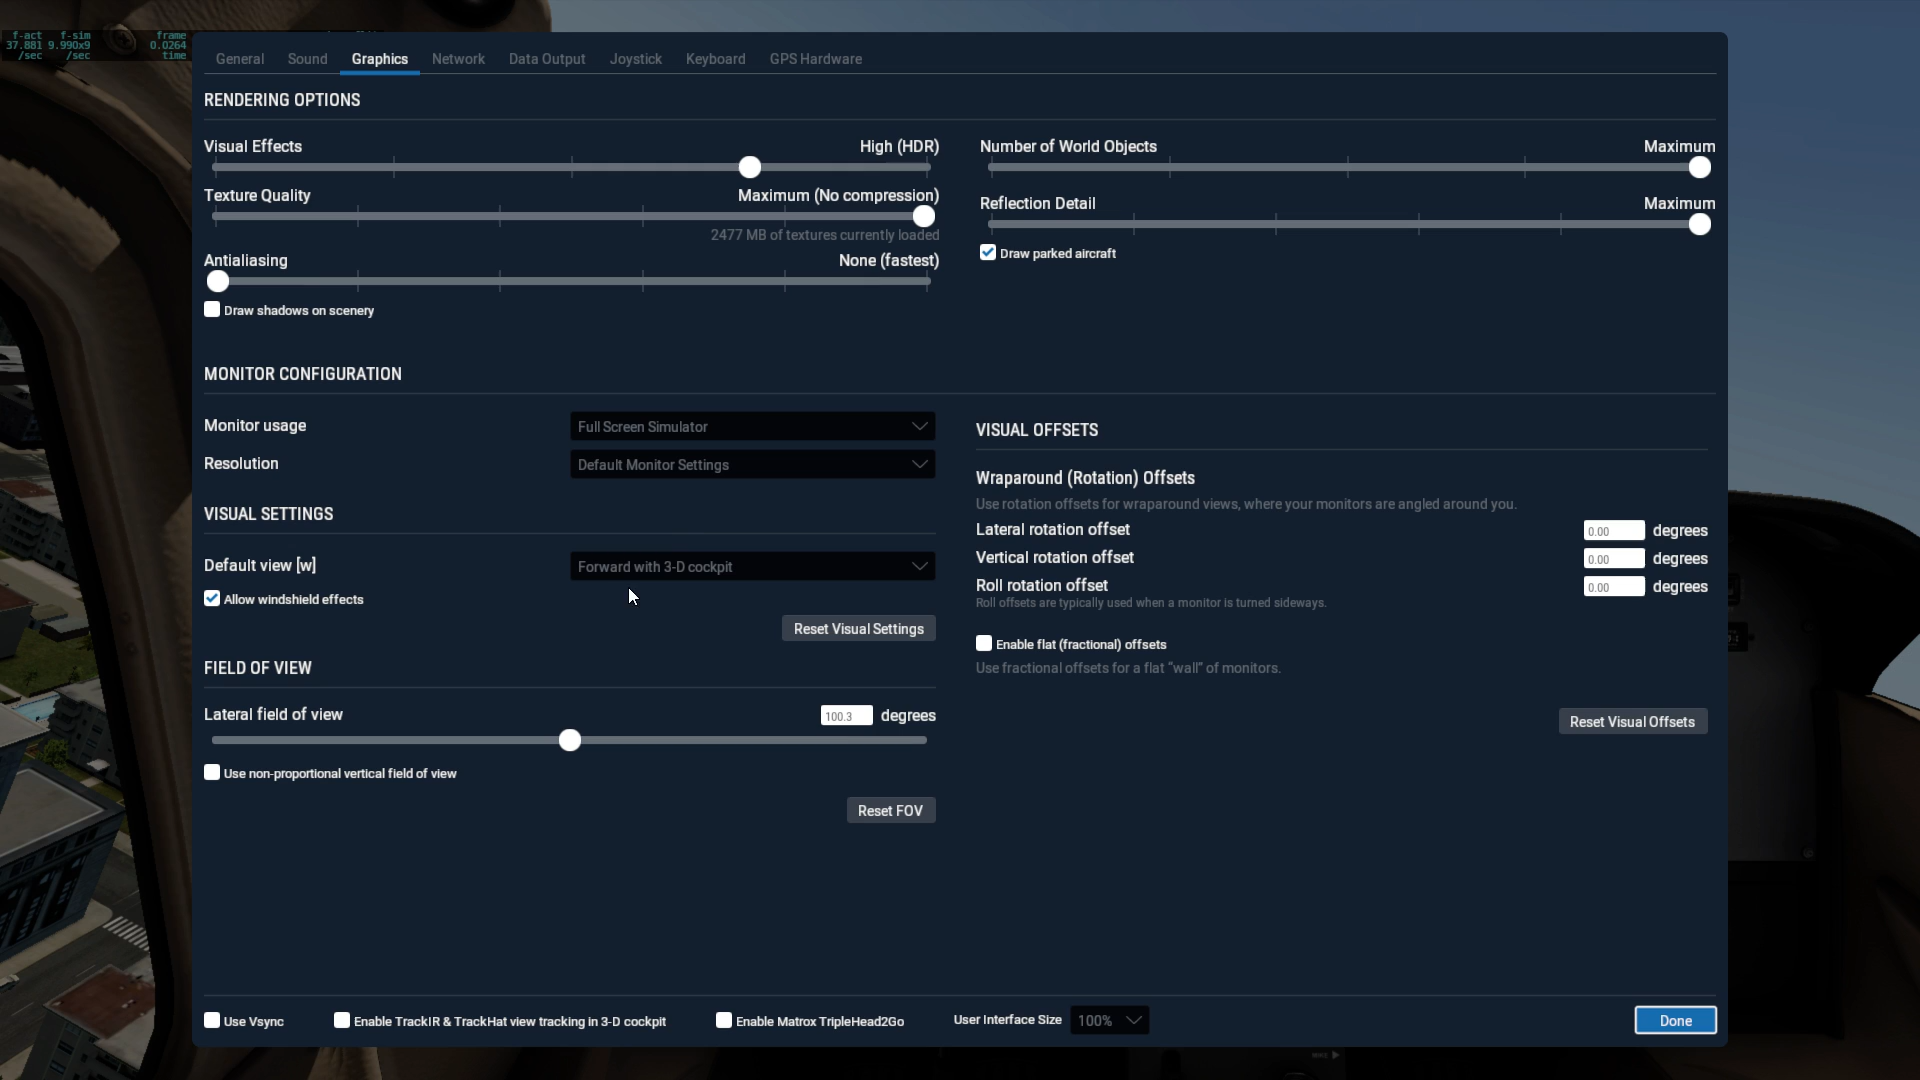 f-act f-sim frame
37.881 9.990x9 0.0264
/sec /sec time
General Sound Graphics Network Data Output Joystick Keyboard GPS Hardware
RENDERING OPTIONS
Visual Effects High (HDR)
Texture Quality Maximum (No compression)
2477 MB of textures currently loaded
Antialiasing None (fastest)
Draw shadows on scenery
Number of World Objects Maximum
Reflection Detail Maximum
Draw parked aircraft
MONITOR CONFIGURATION
Monitor usage Full Screen Simulator
Resolution Default Monitor Settings
VISUAL SETTINGS
Default view [w] Forward with 3-D cockpit
Allow windshield effects
Reset Visual Settings
FIELD OF VIEW
Lateral field of view 100.3 degrees
Use non-proportional vertical field of view
Reset FOV
VISUAL OFFSETS
Wraparound (Rotation) Offsets
Use rotation offsets for wraparound views, where your monitors are angled around you.
Lateral rotation offset 0.00 degrees
Vertical rotation offset 0.00 degrees
Roll rotation offset 0.00 degrees
Roll offsets are typically used when a monitor is turned sideways.
Enable flat (fractional) offsets
Use fractional offsets for a flat "wall" of monitors.
Reset Visual Offsets
Use Vsync Enable TrackIR & TrackHat view tracking in 3-D cockpit Enable Matrox TripleHead2Go User Interface Size 100% Done